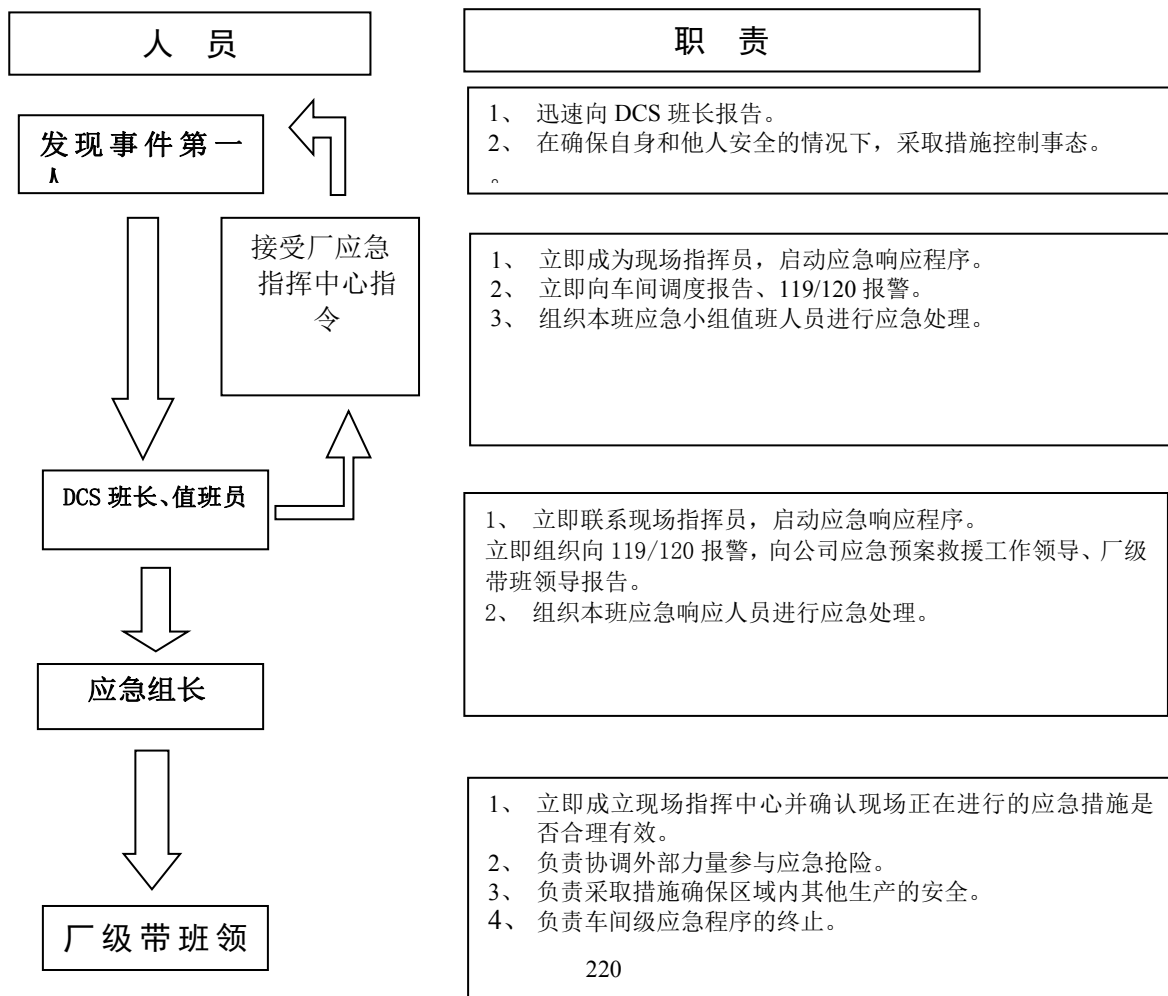 人 员
职 责
发现事件第一
人
1、 迅速向 DCS 班长报告。
2、 在确保自身和他人安全的情况下，采取措施控制事态。
。
接受厂应急
指挥中心指
令
1、 立即成为现场指挥员，启动应急响应程序。
2、 立即向车间调度报告、119/120 报警。
3、 组织本班应急小组值班人员进行应急处理。
DCS 班长、值班员
1、 立即联系现场指挥员，启动应急响应程序。
立即组织向 119/120 报警，向公司应急预案救援工作领导、厂级
带班领导报告。
2、 组织本班应急响应人员进行应急处理。
应急组长
1、 立即成立现场指挥中心并确认现场正在进行的应急措施是
否合理有效。
2、 负责协调外部力量参与应急抢险。
3、 负责采取措施确保区域内其他生产的安全。
4、 负责车间级应急程序的终止。
厂级带班领
220